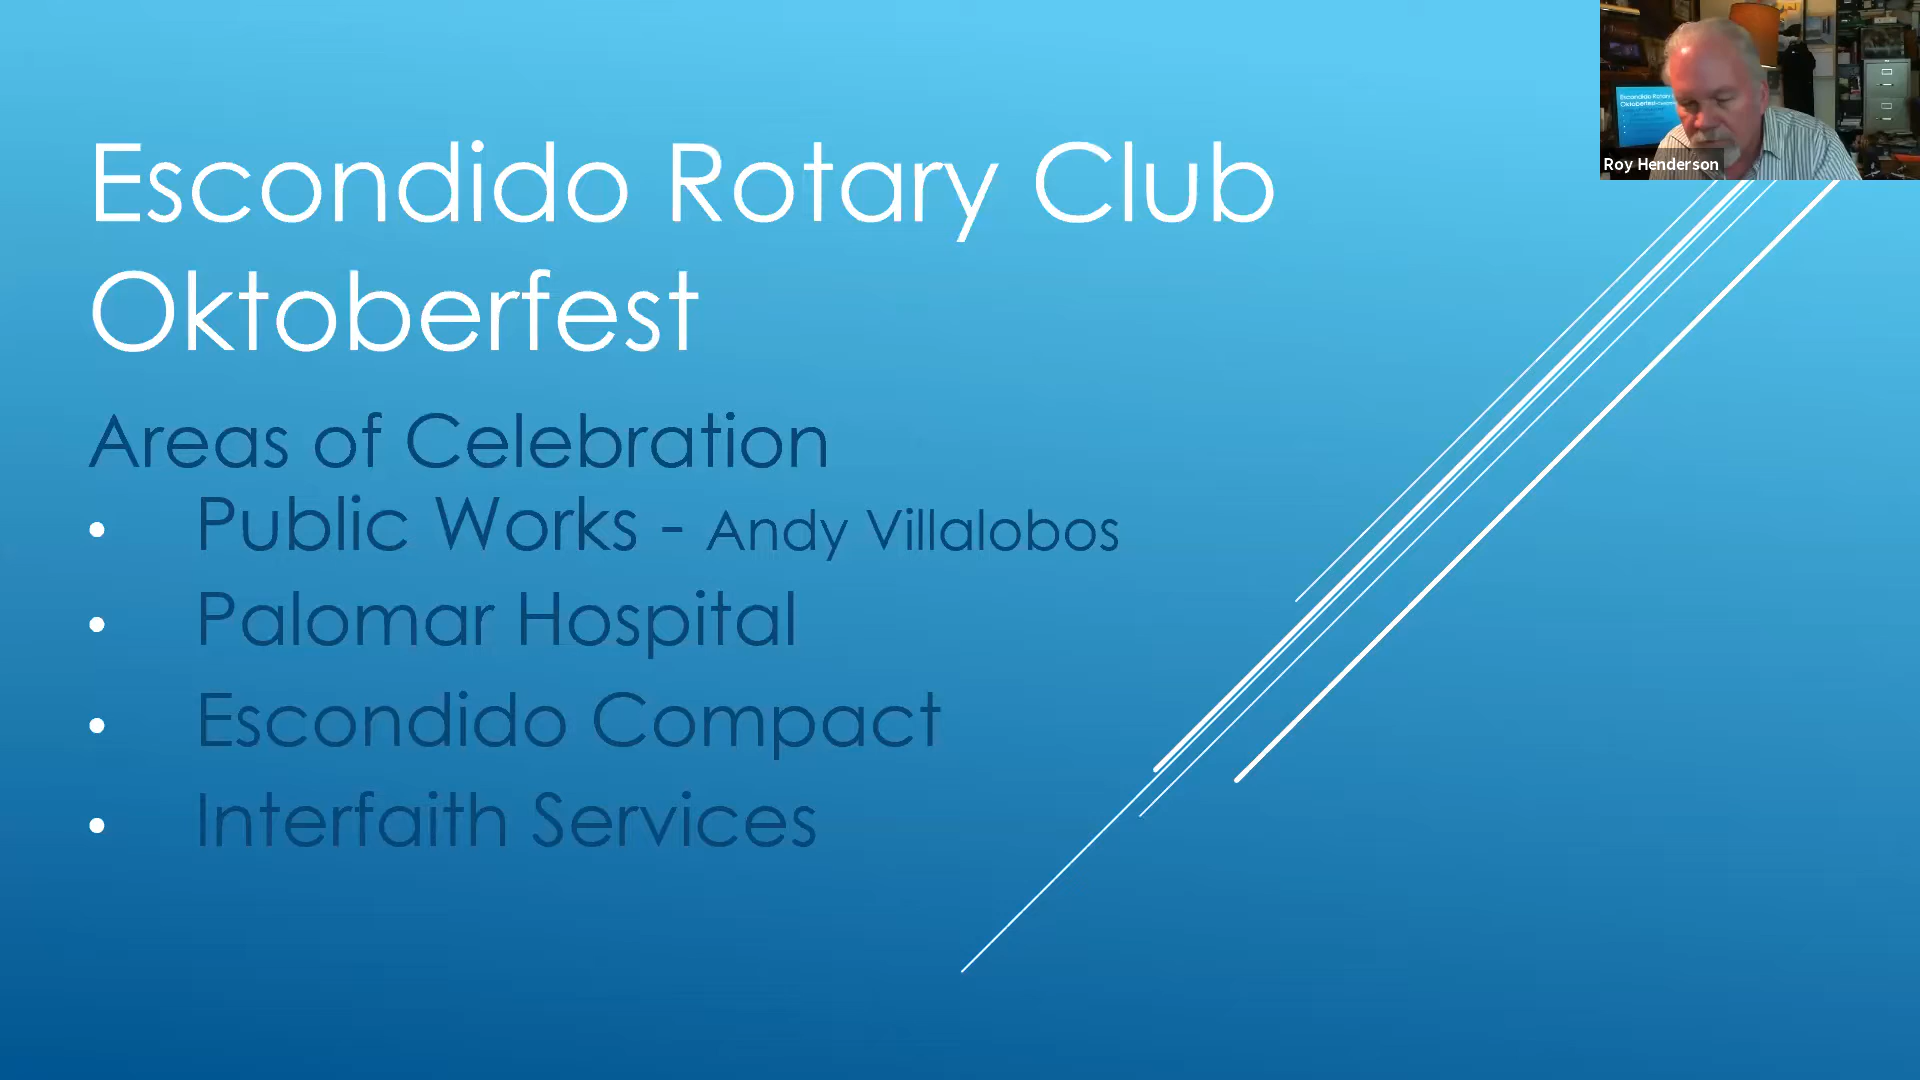 Escondido Rotary Club
Oktoberfest
Areas of Celebration
• Public Works - Andy Villalobos
• Palomar Hospital
• Escondido Compact
• Interfaith Services
Roy Henderson